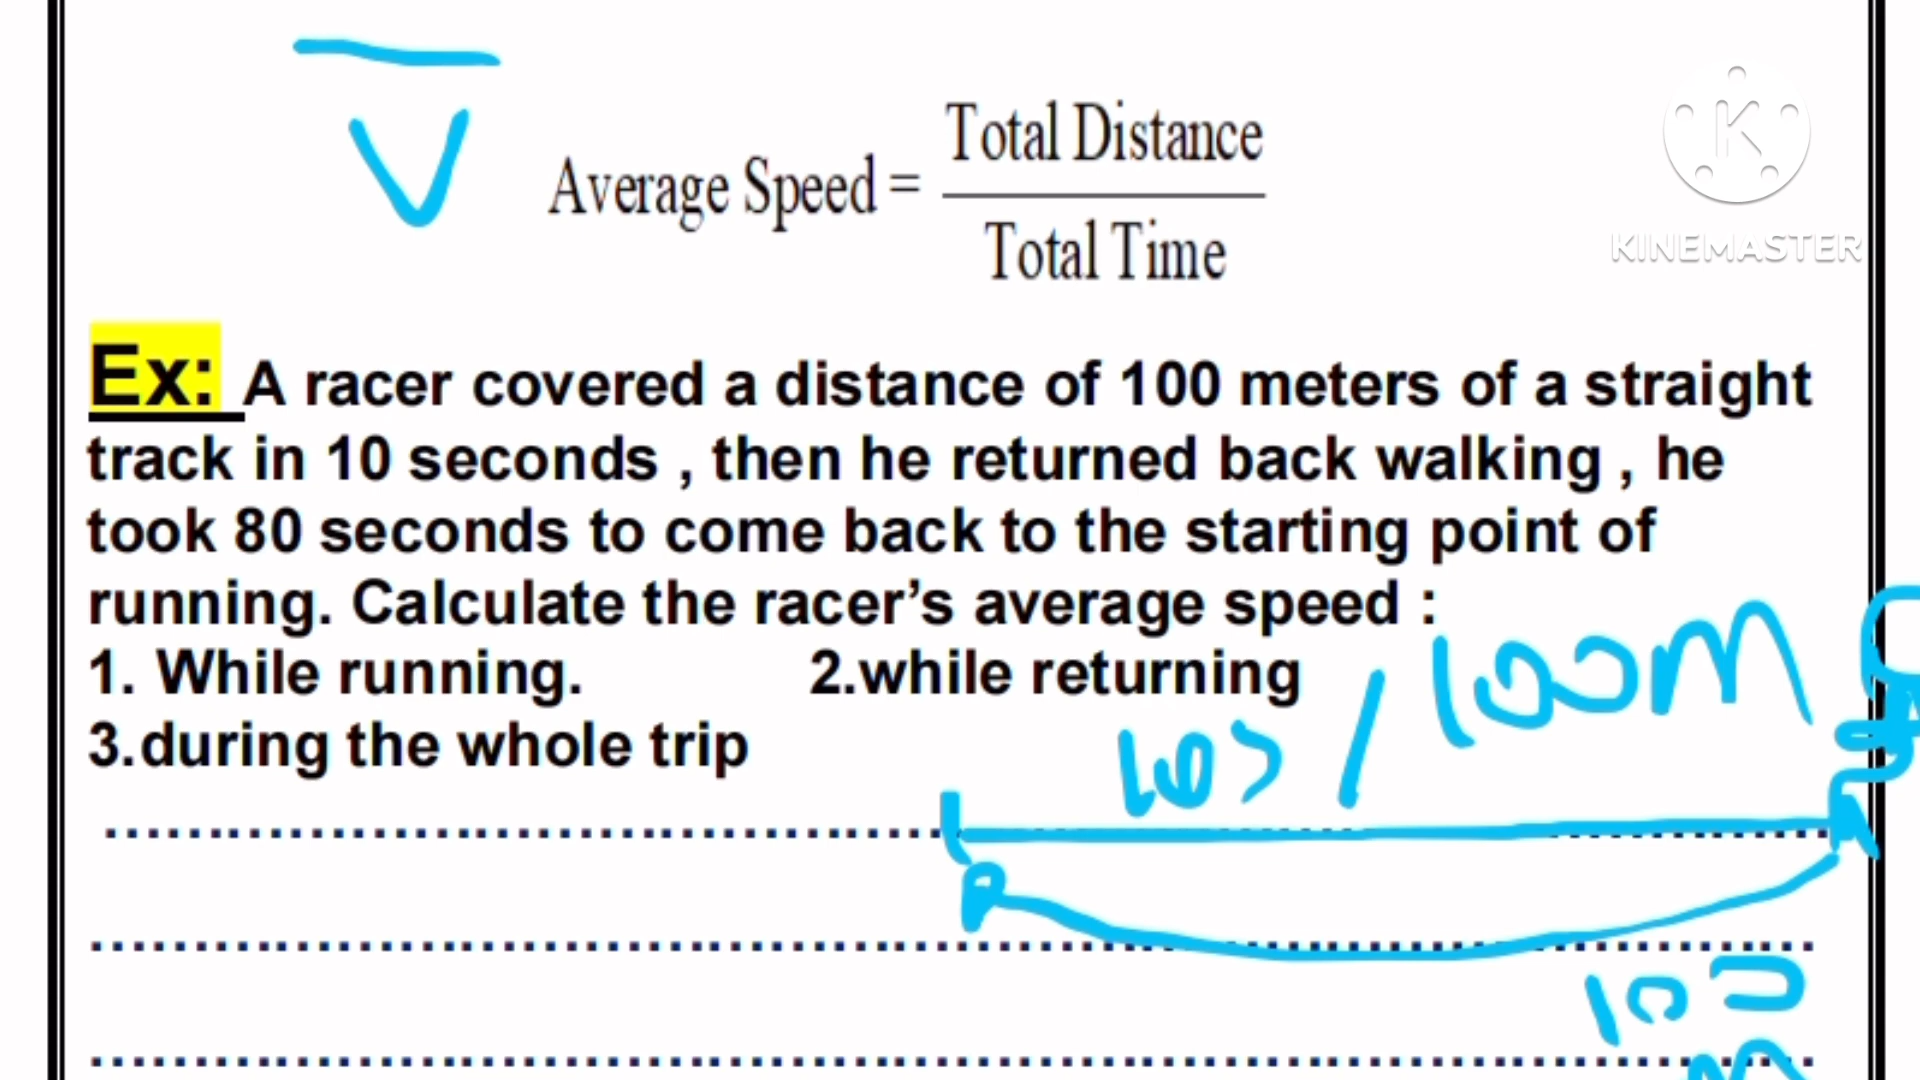 V
Average Speed = Total Distance
Total Time
K
KINEMASTER
Ex: A racer covered a distance of 100 meters of a straight
track in 10 seconds , then he returned back walking , he
took 80 seconds to come back to the starting point of
running. Calculate the racer’s average speed :
1. While running. 2.while returning
3.during the whole trip
10s / 100M
100